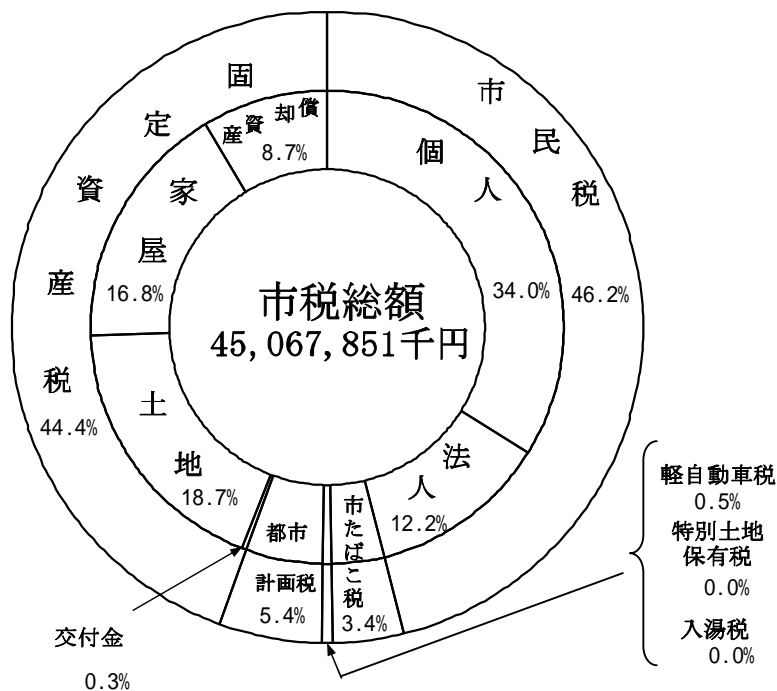 市税総額
45,067,851千円
市民税
46.2%
個人
34.0%
法人
12.2%
市たばこ税
3.4%
軽自動車税
0.5%
特別土地
保有税
0.0%
入湯税
0.0%
都市
計画税
5.4%
固定資産税
44.4%
交付金
0.3%
土地
18.7%
家屋
16.8%
償却資産
8.7%